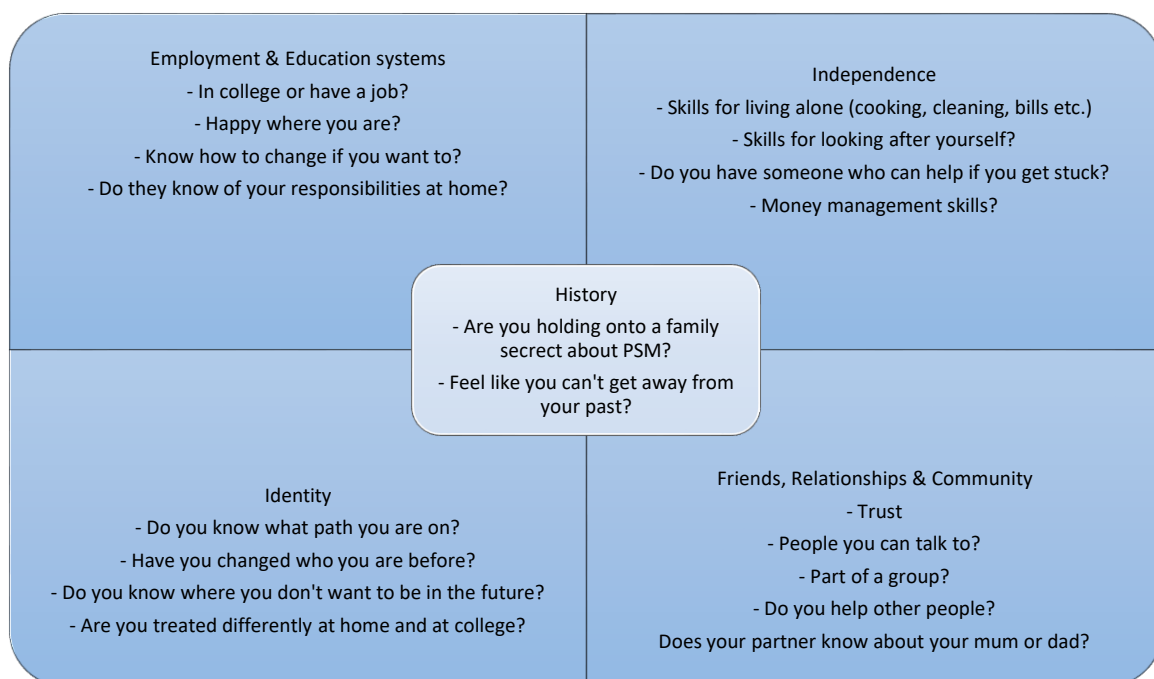 Employment & Education systems
- In college or have a job?
- Happy where you are?
- Know how to change if you want to?
- Do they know of your responsibilities at home?
Independence
- Skills for living alone (cooking, cleaning, bills etc.)
- Skills for looking after yourself?
- Do you have someone who can help if you get stuck?
- Money management skills?
History
- Are you holding onto a family
secrect about PSM?
- Feel like you can't get away from
your past?
Identity
- Do you know what path you are on?
- Have you changed who you are before?
- Do you know where you don't want to be in the future?
- Are you treated differently at home and at college?
Friends, Relationships & Community
- Trust
- People you can talk to?
- Part of a group?
- Do you help other people?
Does your partner know about your mum or dad?